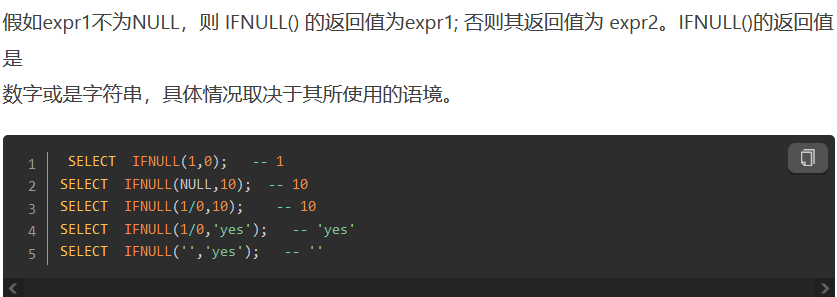 假如expr1不为NULL，则 IFNULL() 的返回值为expr1; 否则其返回值为 expr2。IFNULL()的返回值
是
数字或是字符串，具体情况取决于其所使用的语境。
1 SELECT IFNULL(1,0); -- 1
2 SELECT IFNULL(NULL,10); -- 10
3 SELECT IFNULL(1/0,10); -- 10
4 SELECT IFNULL(1/0,'yes'); -- 'yes'
5 SELECT IFNULL('','yes'); -- ''